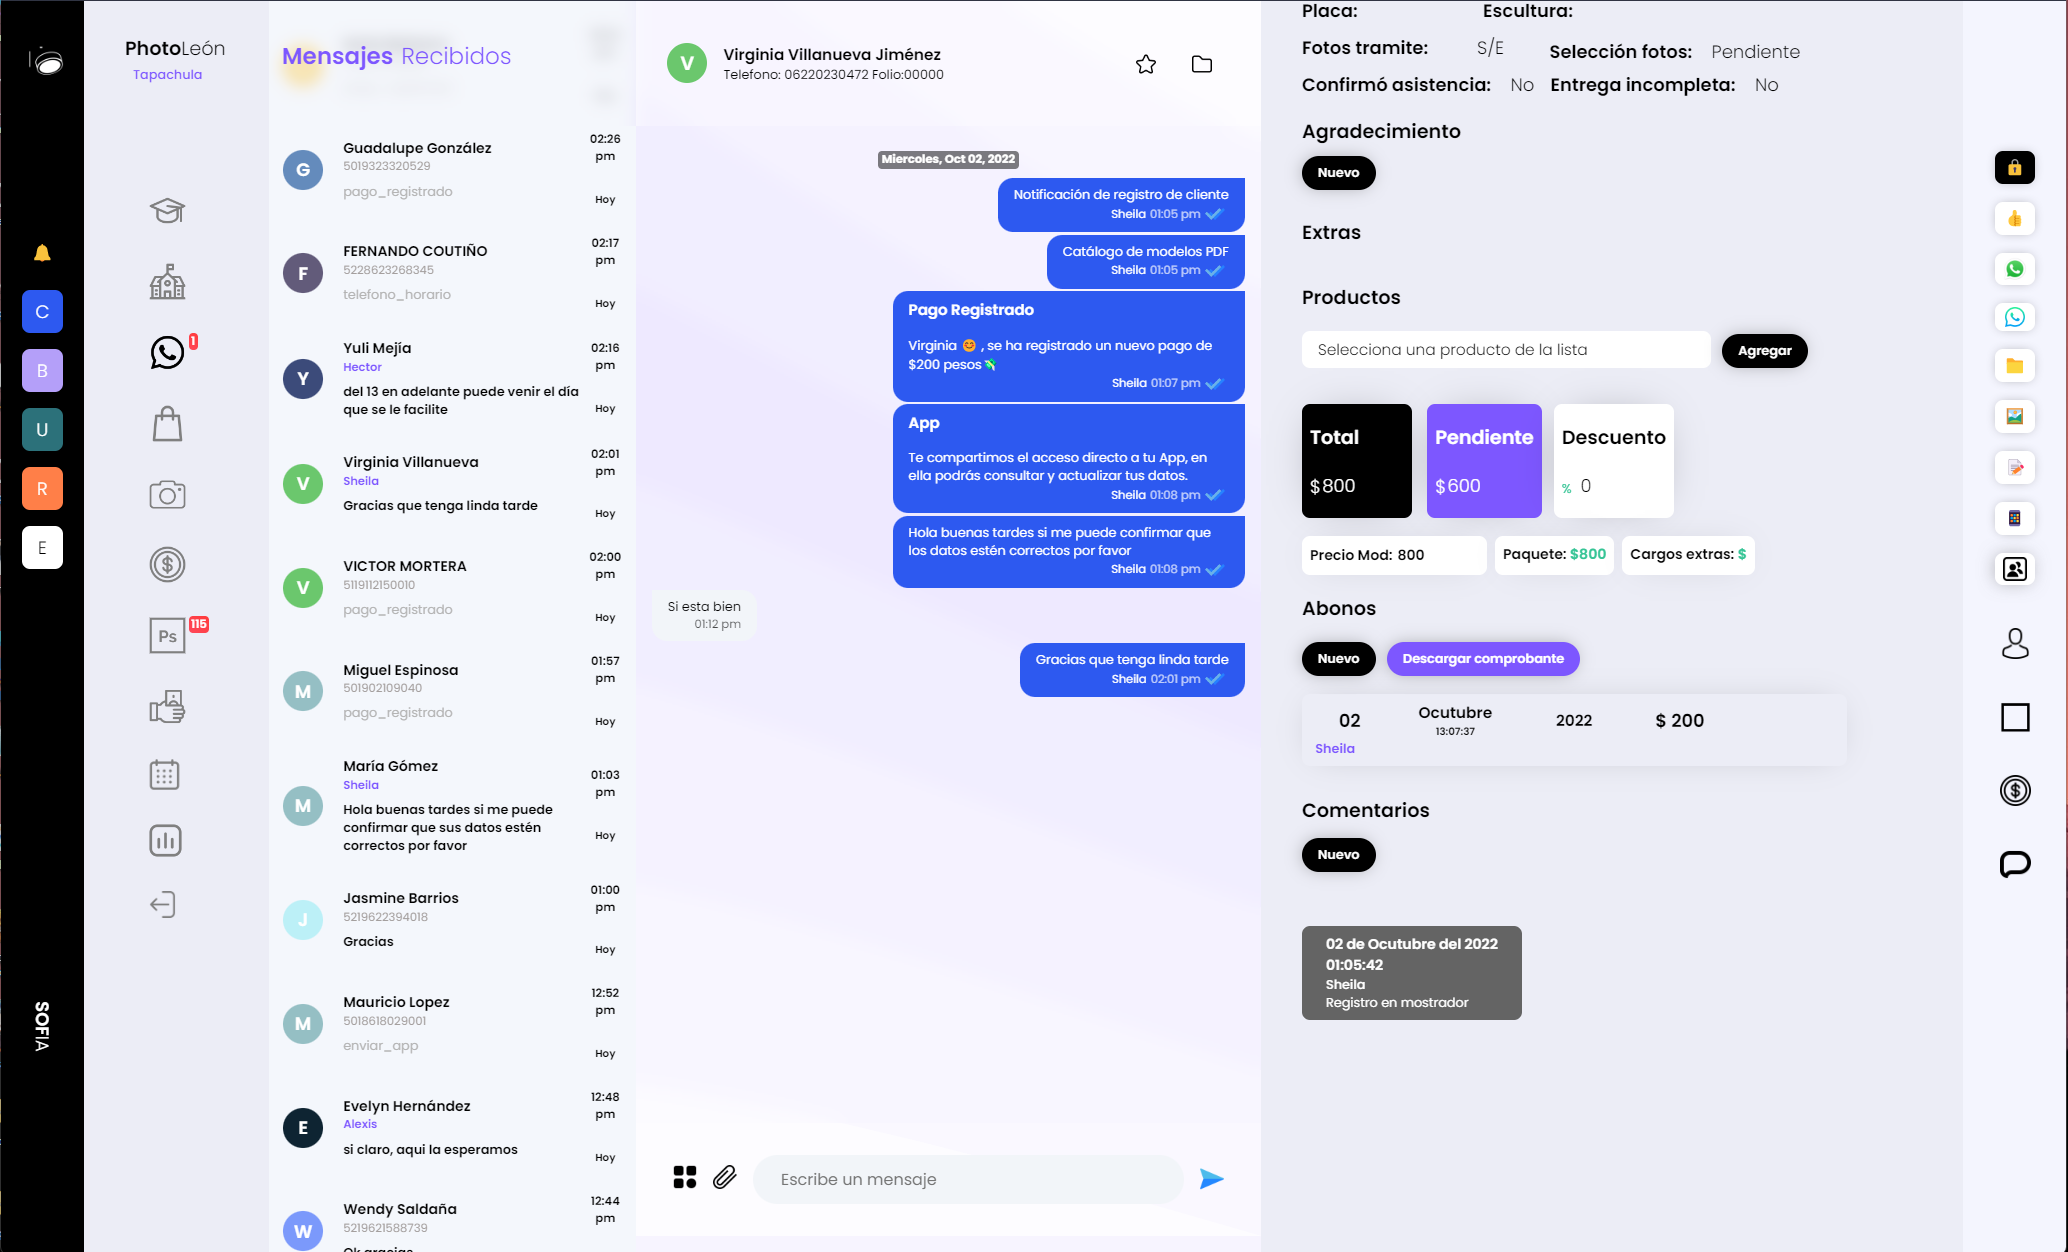 C
B
U
R
E
SOFIA
PhotoLeón
Tapachula
1
Ps
115
Mensajes Recibidos
G
Guadalupe González
5019323320529
pago_registrado
02:26
pm
Hoy
F
FERNANDO COUTIÑO
5228623268345
telefono_horario
02:17
pm
Hoy
Y
Yuli Mejía
Hector
del 13 en adelante puede venir el día
que se le facilite
02:16
pm
Hoy
V
Virginia Villanueva
Sheila
Gracias que tenga linda tarde
02:01
pm
Hoy
V
VICTOR MORTERA
5119112150010
pago_registrado
02:00
pm
Hoy
M
Miguel Espinosa
501902109040
pago_registrado
01:57
pm
Hoy
M
María Gómez
Sheila
Hola buenas tardes si me puede
confirmar que sus datos estén
correctos por favor
01:03
pm
Hoy
J
Jasmine Barrios
5219622394018
Gracias
01:00
pm
Hoy
M
Mauricio Lopez
5018618029001
enviar_app
12:52
pm
Hoy
E
Evelyn Hernández
Alexis
si claro, aqui la esperamos
12:48
pm
Hoy
W
Wendy Saldaña
5219621588739
Ok gracias
12:44
pm
V
Virginia Villanueva Jiménez
Telefono: 06220230472 Folio:00000
Miercoles, Oct 02, 2022
Notificación de registro de cliente
Sheila 01:05 pm
Catálogo de modelos PDF
Sheila 01:05 pm
Pago Registrado
Virginia 😊 , se ha registrado un nuevo pago de
$200 pesos💸
Sheila 01:07 pm
App
Te compartimos el acceso directo a tu App, en
ella podrás consultar y actualizar tus datos.
Sheila 01:08 pm
Hola buenas tardes si me puede confirmar que
los datos estén correctos por favor
Sheila 01:08 pm
Si esta bien
01:12 pm
Gracias que tenga linda tarde
Sheila 02:01 pm
Escribe un mensaje
Placa: Escultura:
Fotos tramite: S/E Selección fotos: Pendiente
Confirmó asistencia: No Entrega incompleta: No
Agradecimiento
Nuevo
Extras
Productos
Selecciona una producto de la lista
Agregar
Total
$800
Pendiente
$600
Descuento
% 0
Precio Mod: 800
Paquete: $800
Cargos extras: $
Abonos
Nuevo
Descargar comprobante
02 Ocutubre 2022 $ 200
13:07:37
Sheila
Comentarios
Nuevo
02 de Ocutubre del 2022
01:05:42
Sheila
Registro en mostrador